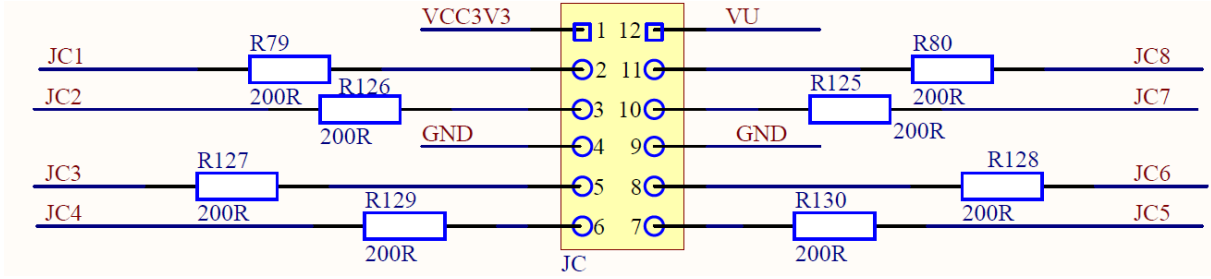 VCC3V3 1 12 VU
R79 R80
JC1 2 11 JC8
200R R126 R125 200R
JC2 3 10 JC7
200R 200R
GND 4 9 GND
R127 R128
JC3 5 8 JC6
200R R129 R130 200R
JC4 6 7 JC5
200R JC 200R